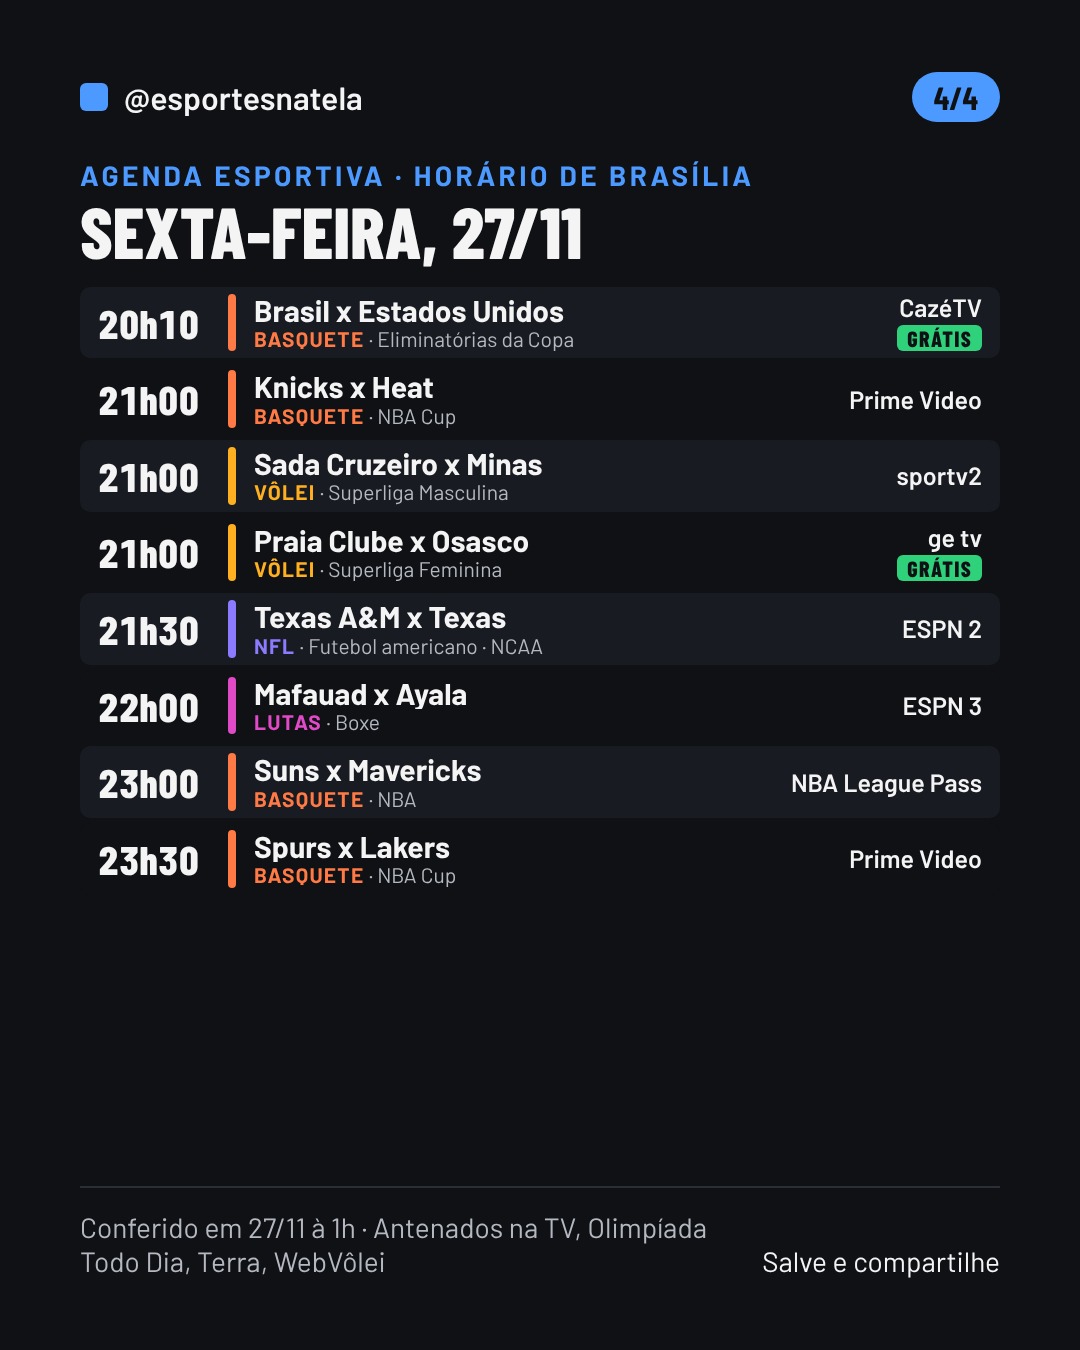 @esportesnatela
4/4
AGENDA ESPORTIVA · HORÁRIO DE BRASÍLIA
SEXTA-FEIRA, 27/11
20h10
Brasil x Estados Unidos
BASQUETE · Eliminatórias da Copa
CazéTV
GRÁTIS
21h00
Knicks x Heat
BASQUETE · NBA Cup
Prime Video
21h00
Sada Cruzeiro x Minas
VÔLEI · Superliga Masculina
sportv2
21h00
Praia Clube x Osasco
VÔLEI · Superliga Feminina
ge tv
GRÁTIS
21h30
Texas A&M x Texas
NFL · Futebol americano · NCAA
ESPN 2
22h00
Mafauad x Ayala
LUTAS · Boxe
ESPN 3
23h00
Suns x Mavericks
BASQUETE · NBA
NBA League Pass
23h30
Spurs x Lakers
BASQUETE · NBA Cup
Prime Video
Conferido em 27/11 à 1h · Antenados na TV, Olimpíada
Todo Dia, Terra, WebVôlei
Salve e compartilhe